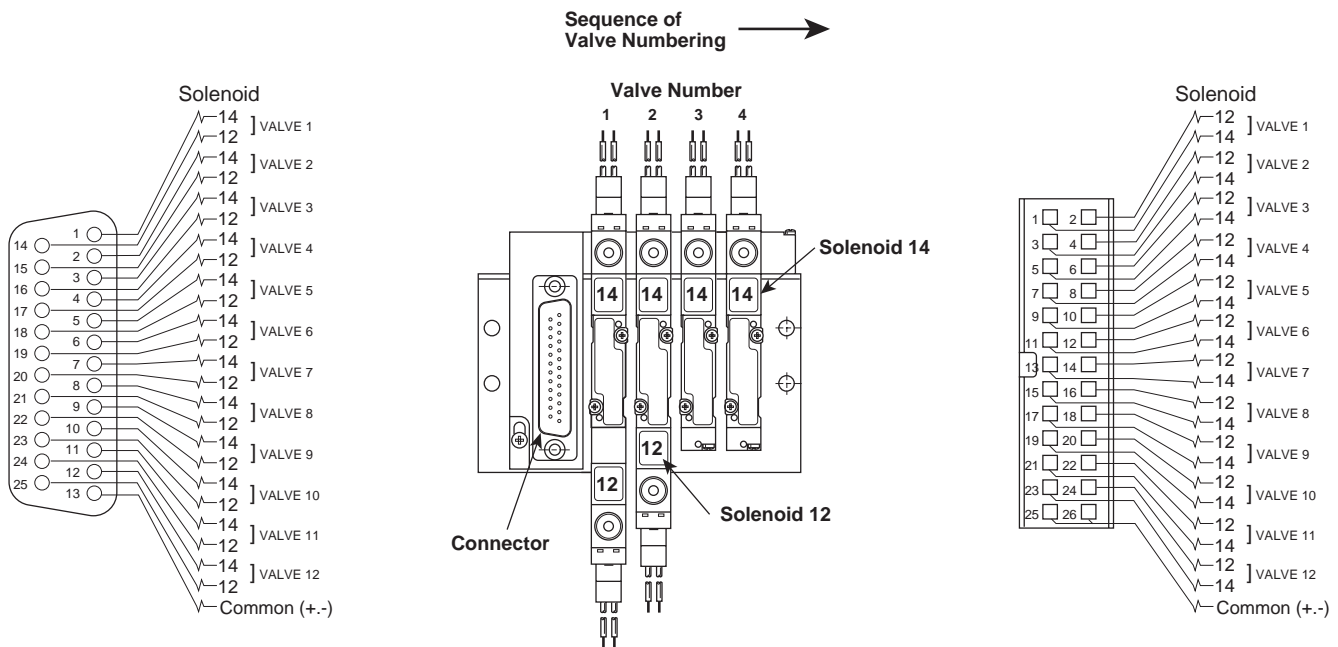 Sequence of
Valve Numbering
Valve Number
1 2 3 4
14 14 14 14
12
12
Solenoid 14
Solenoid 12
Connector
Solenoid
14
12 ] VALVE 1
14
12 ] VALVE 2
14
12 ] VALVE 3
14
12 ] VALVE 4
14
12 ] VALVE 5
14
12 ] VALVE 6
14
12 ] VALVE 7
14
12 ] VALVE 8
14
12 ] VALVE 9
14
12 ] VALVE 10
14
12 ] VALVE 11
14
12 ] VALVE 12
Common (+.-)
1
14
2
15
3
16
4
17
5
18
6
19
7
20
8
21
9
22
10
23
11
24
12
25
13
Solenoid
12
14 ] VALVE 1
12
14 ] VALVE 2
12
14 ] VALVE 3
12
14 ] VALVE 4
12
14 ] VALVE 5
12
14 ] VALVE 6
12
14 ] VALVE 7
12
14 ] VALVE 8
12
14 ] VALVE 9
12
14 ] VALVE 10
12
14 ] VALVE 11
12
14 ] VALVE 12
Common (+.-)
1 2
3 4
5 6
7 8
9 10
11 12
13 14
15 16
17 18
19 20
21 22
23 24
25 26